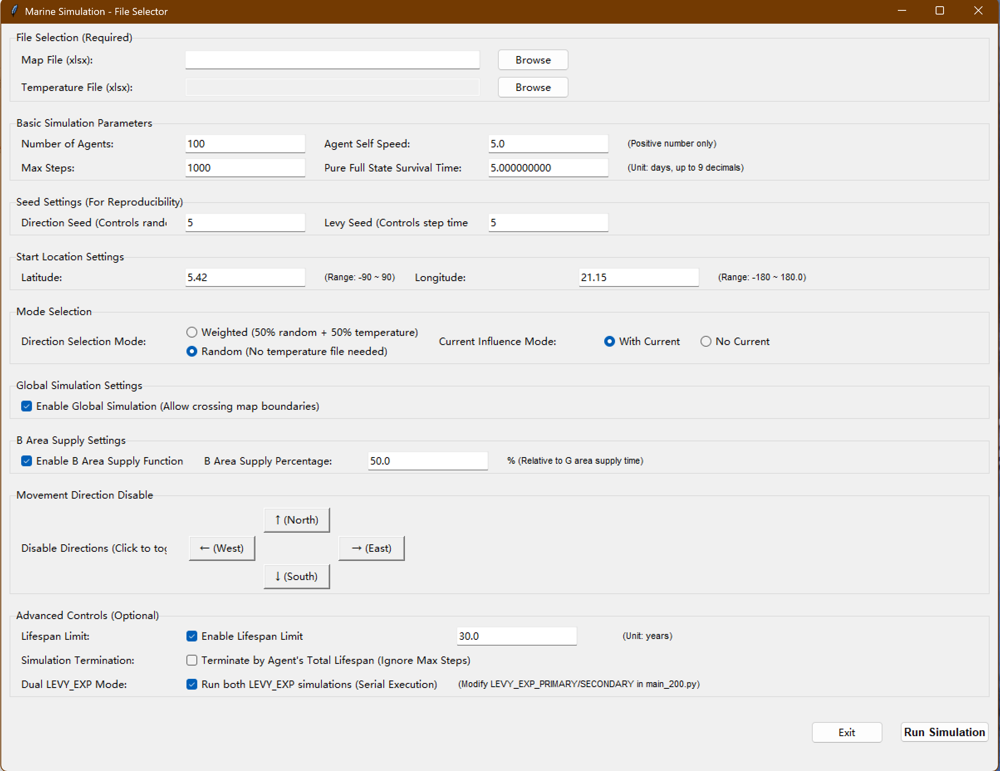 Marine Simulation - File Selector
File Selection (Required)
Map File (xlsx): Browse
Temperature File (xlsx): Browse
Basic Simulation Parameters
Number of Agents: 100 Agent Self Speed: 5.0 (Positive number only)
Max Steps: 1000 Pure Full State Survival Time: 5.000000000 (Unit: days, up to 9 decimals)
Seed Settings (For Reproducibility)
Direction Seed (Controls rand 5 Levy Seed (Controls step time 5
Start Location Settings
Latitude: 5.42 (Range: -90 ~ 90) Longitude: 21.15 (Range: -180 ~ 180.0)
Mode Selection
Weighted (50% random + 50% temperature)
Direction Selection Mode: Current Influence Mode: With Current No Current
Random (No temperature file needed)
Global Simulation Settings
Enable Global Simulation (Allow crossing map boundaries)
B Area Supply Settings
Enable B Area Supply Function B Area Supply Percentage: 50.0 % (Relative to G area supply time)
Movement Direction Disable
↑ (North)
Disable Directions (Click to tog ← (West) → (East)
↓ (South)
Advanced Controls (Optional)
Lifespan Limit: Enable Lifespan Limit 30.0 (Unit: years)
Simulation Termination: Terminate by Agent's Total Lifespan (Ignore Max Steps)
Dual LEVY_EXP Mode: Run both LEVY_EXP simulations (Serial Execution) (Modify LEVY_EXP_PRIMARY/SECONDARY in main_200.py)
Exit Run Simulation